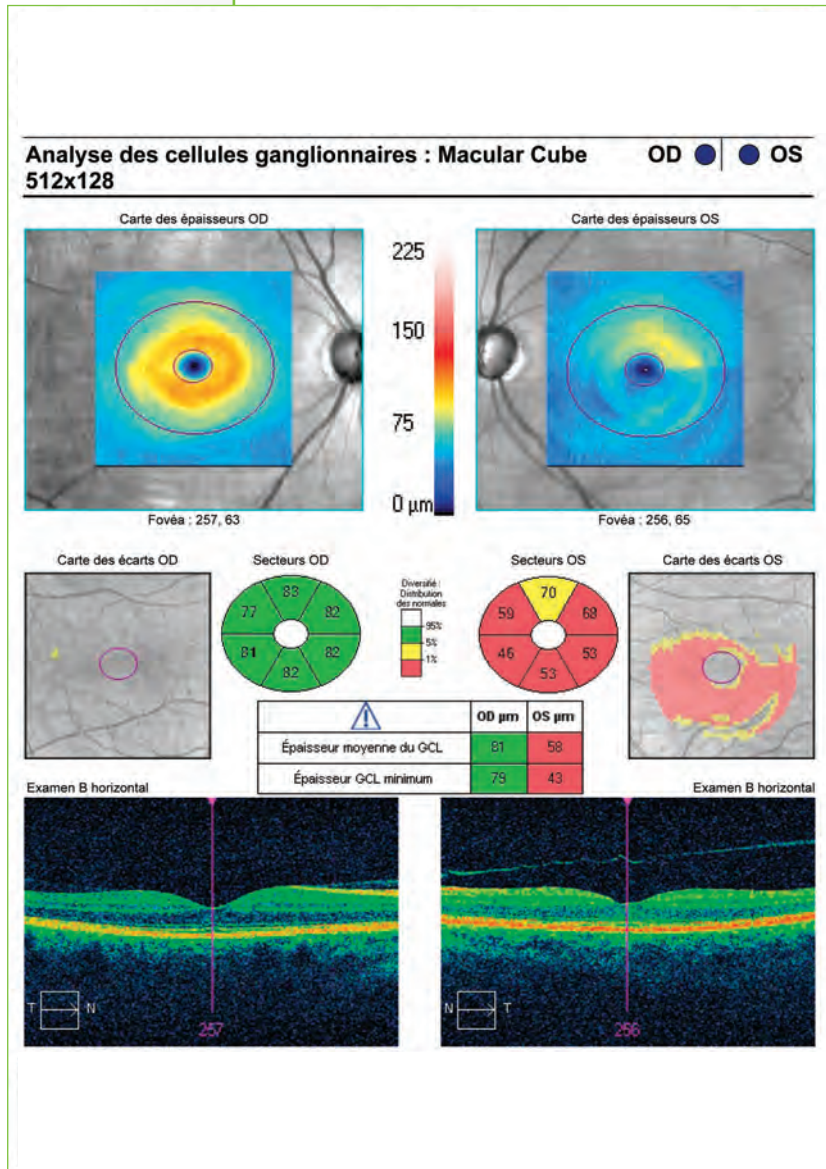 Analyse des cellules ganglionnaires : Macular Cube
512x128
OD OS
Carte des épaisseurs OD
Carte des épaisseurs OS
225
150
75
0 µm
Fovéa : 257, 63
Fovéa : 256, 65
Carte des écarts OD
Secteurs OD
Secteurs OS
Carte des écarts OS
Diversifié :
Distribution
des normales
95%
5%
1%
83
77 82
81 82
82
70
59 68
46 53
53
OD µm OS µm
Épaisseur moyenne du GCL 81 58
Épaisseur GCL minimum 79 43
Examen B horizontal
Examen B horizontal
T N
257
N T
256